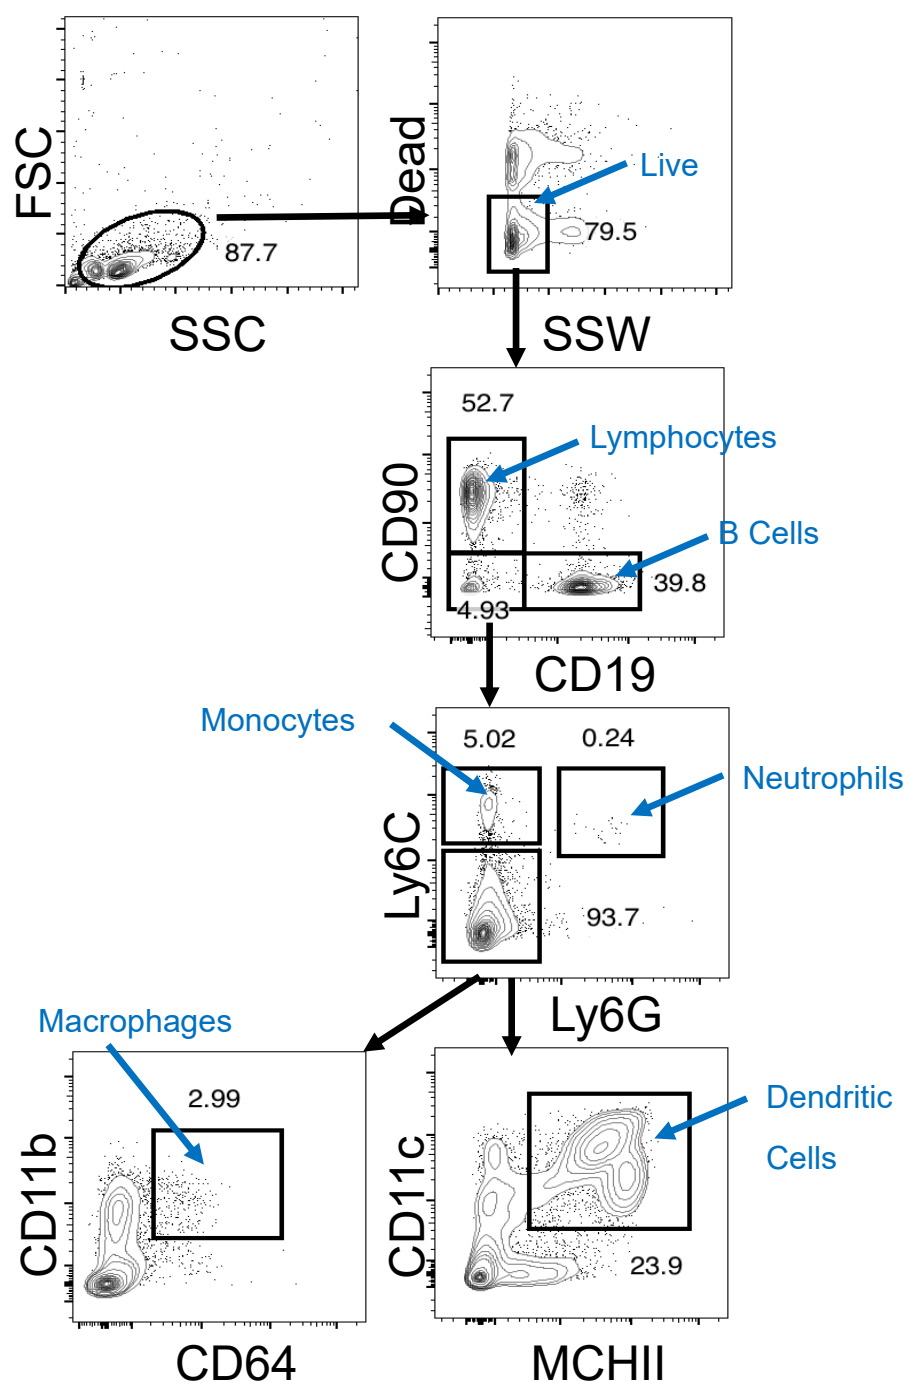 FSC
87.7
SSC
Dead
Live
79.5
SSW
52.7
Lymphocytes
CD90
B Cells
39.8
4.93
CD19
Monocytes
5.02
0.24
Neutrophils
Ly6C
93.7
Ly6G
Macrophages
2.99
CD11b
CD64
Dendritic
Cells
CD11c
23.9
MCHII